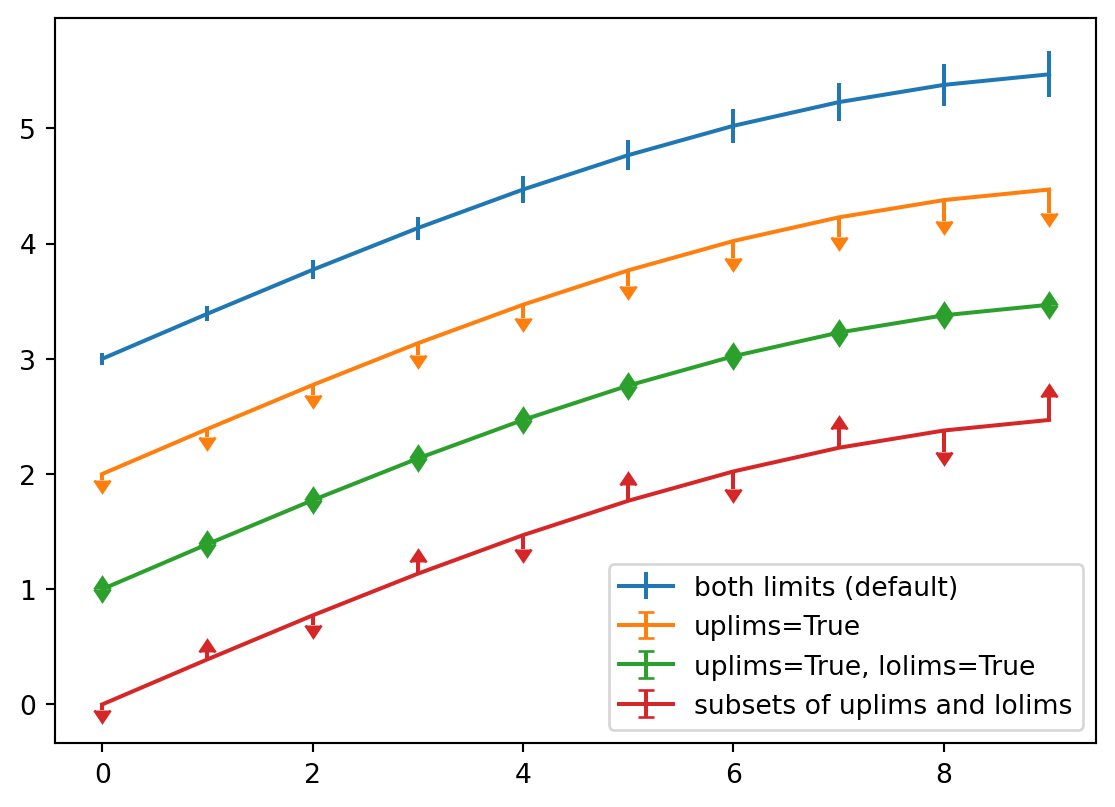 5
4
3
2
1
0
both limits (default)
uplims=True
uplims=True, lolims=True
subsets of uplims and lolims
0 2 4 6 8